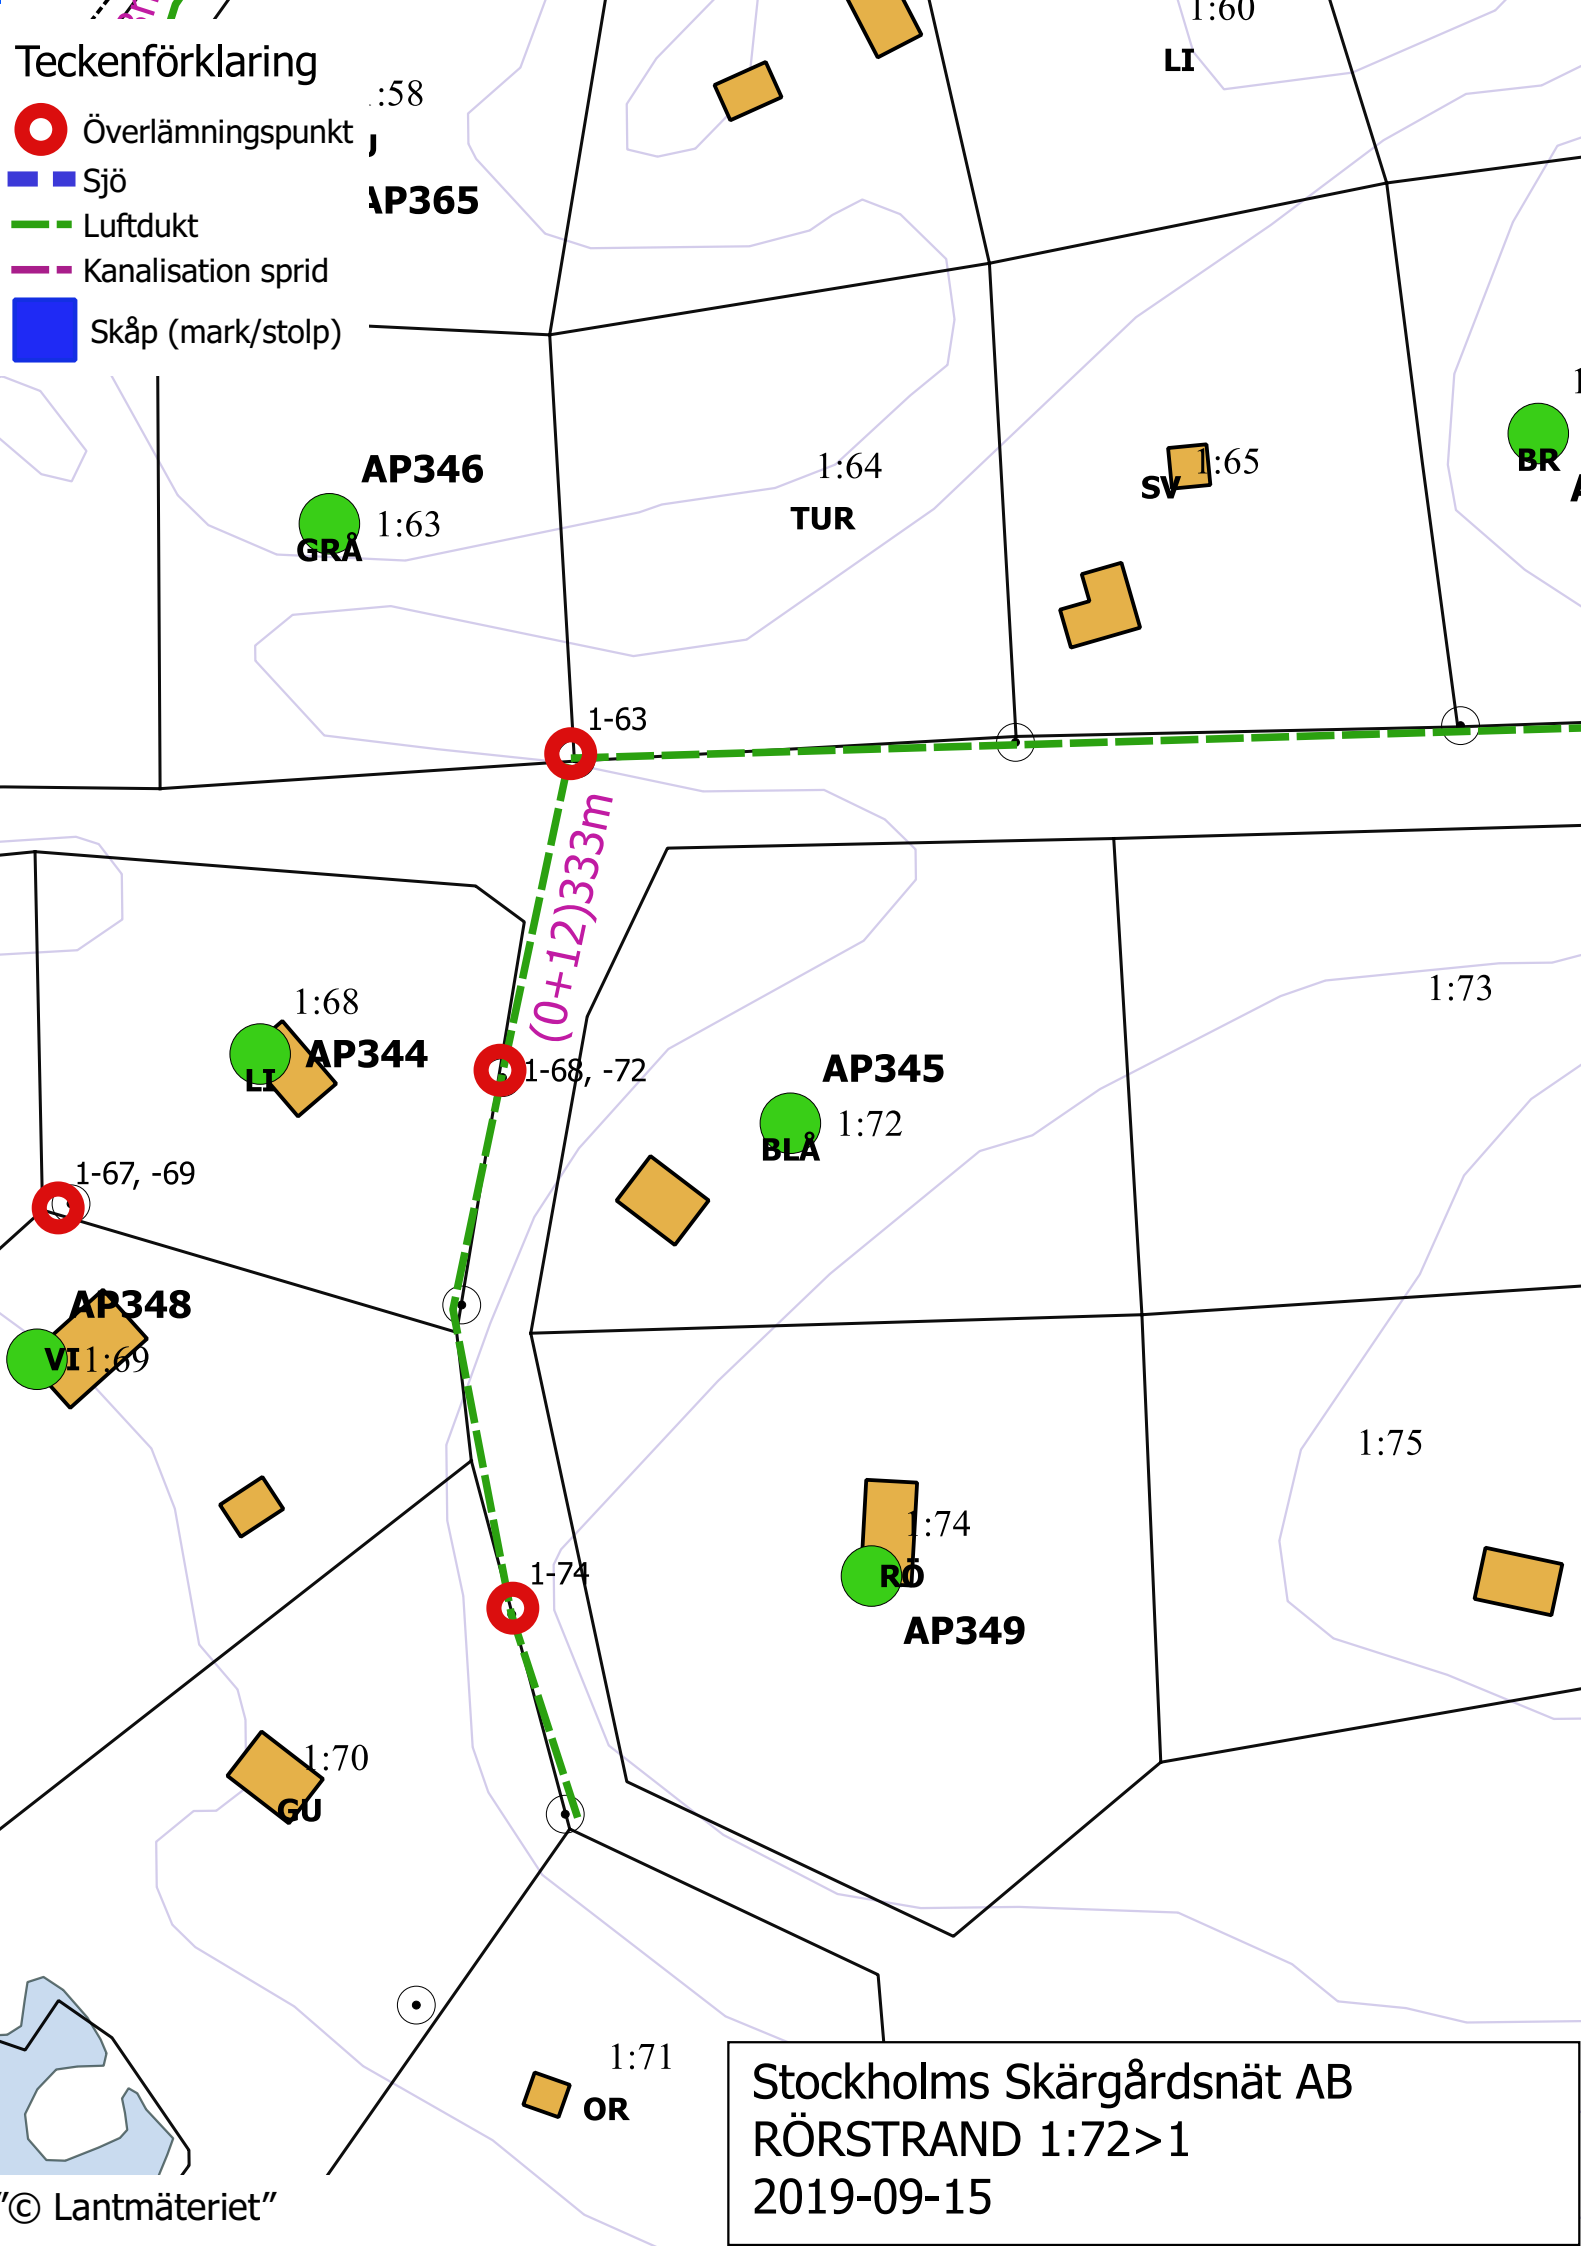 1:60
LI
Teckenförklaring
Överlämningspunkt
Sjö
Luftdukt
Kanalisation sprid
Skåp (mark/stolp)
:58
AP365
AP346
1:63
GRÅ
1:64
TUR
1:65
SV
BR
1-63
(0+12)333m
1:68
AP344
LI
1-68, -72
AP345
1:72
BLÅ
1:73
1-67, -69
AP348
VI
1:69
1:75
1:74
RÖ
AP349
1-74
1:70
GU
1:71
OR
Stockholms Skärgårdsnät AB
RÖRSTRAND 1:72>1
2019-09-15
"© Lantmäteriet"